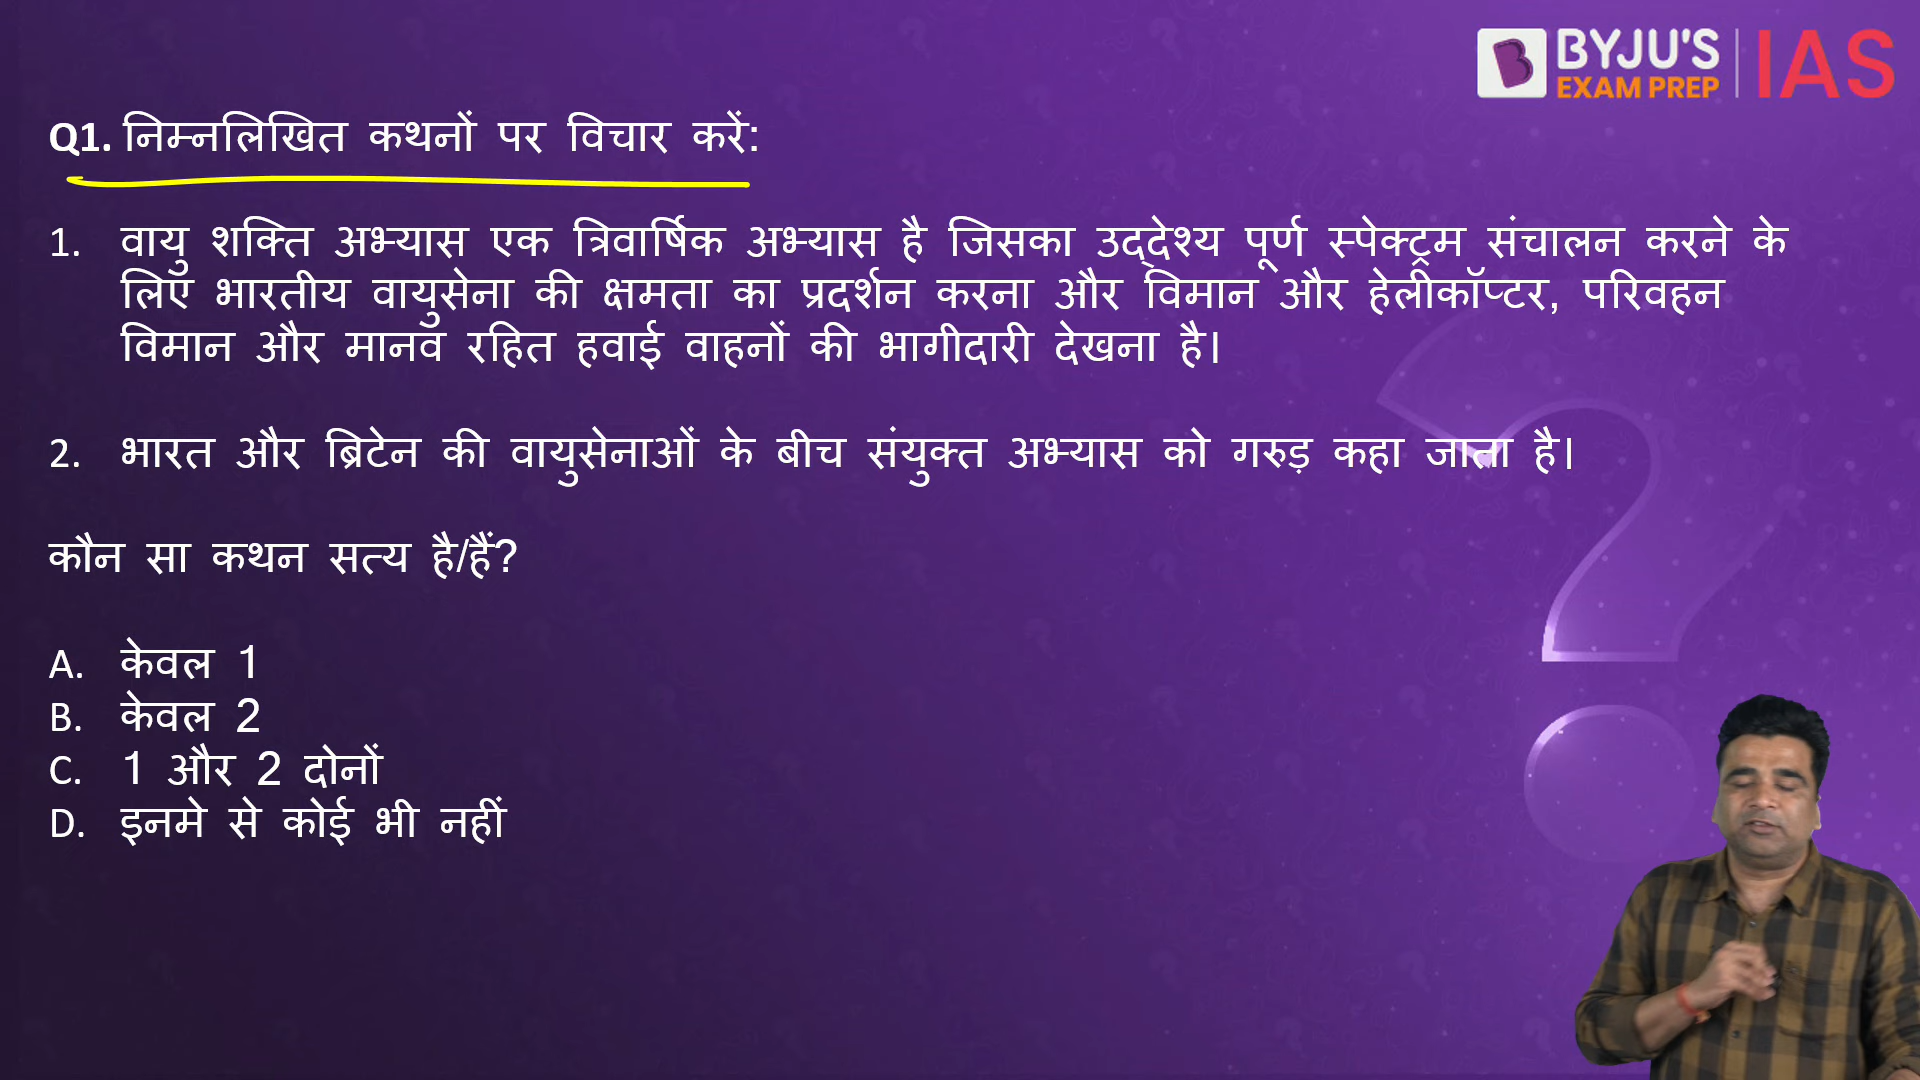 BYJU'S
EXAM PREP
IAS
Q1. निम्नलिखित कथनों पर विचार करें:
1. वायु शक्ति अभ्यास एक त्रिवार्षिक अभ्यास है जिसका उद्देश्य पूर्ण स्पेक्ट्रम संचालन करने के
लिए भारतीय वायुसेना की क्षमता का प्रदर्शन करना और विमान और हेलीकॉप्टर, परिवहन
विमान और मानव रहित हवाई वाहनों की भागीदारी देखना है।
2. भारत और ब्रिटेन की वायुसेनाओं के बीच संयुक्त अभ्यास को गरुड़ कहा जाता है।
कौन सा कथन सत्य है/हैं?
A. केवल 1
B. केवल 2
C. 1 और 2 दोनों
D. इनमे से कोई भी नहीं